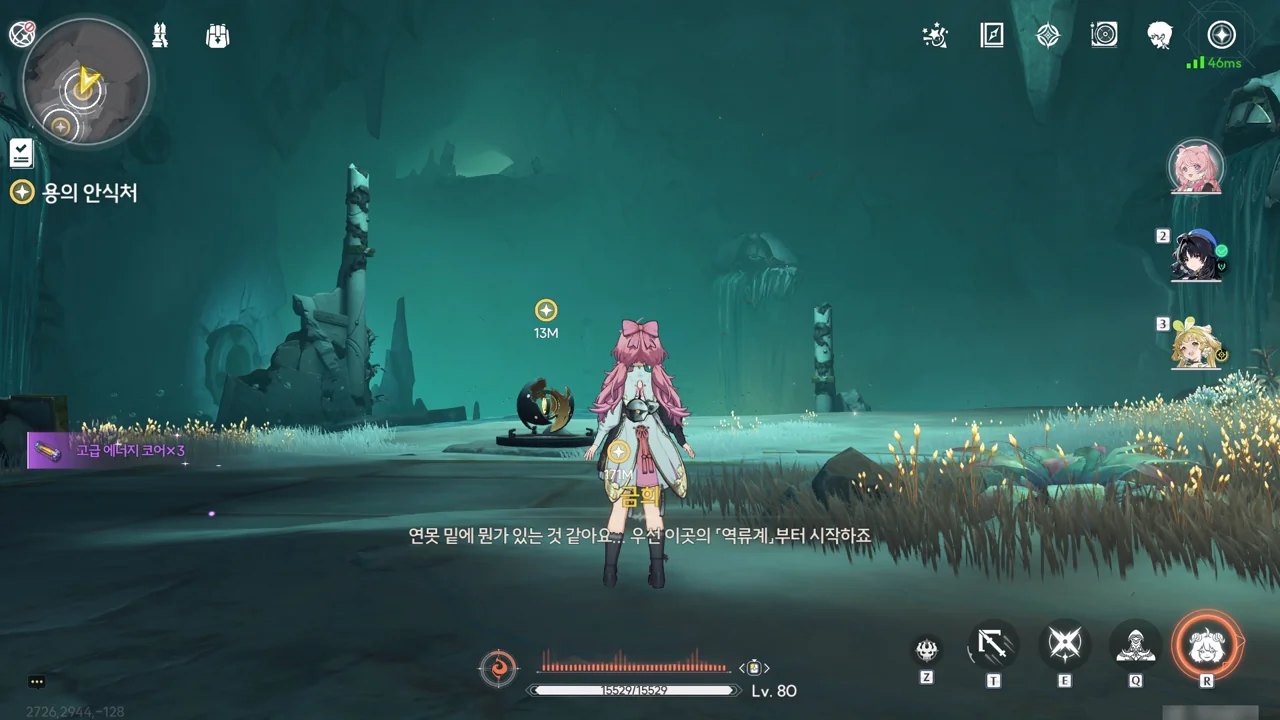 46ms
용의 안식처
2
3
13M
고급 에너지 코어×3
171M
금희
연못 밑에 뭔가 있는 것 같아요... 우선 이곳의 「역류계」부터 시작하죠
15529/15529
Lv. 80
Z
T
E
Q
R
2726,2944,-128